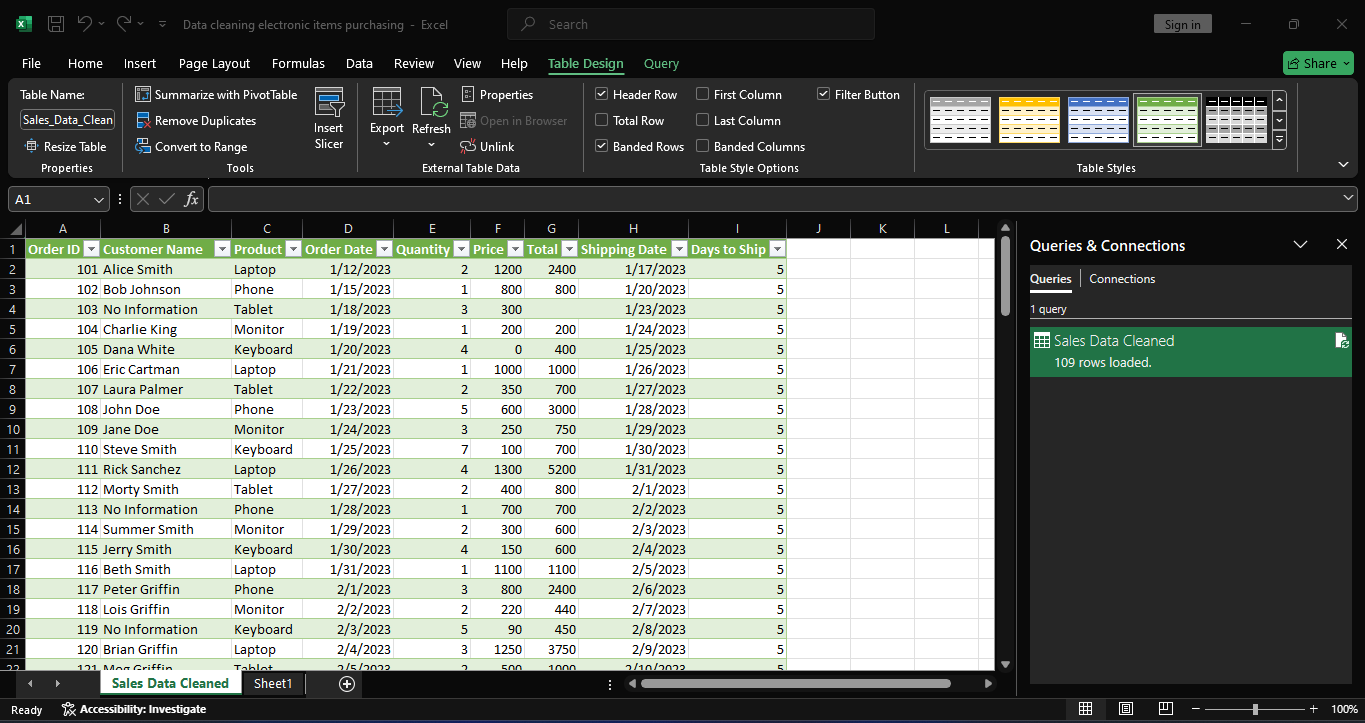 Data cleaning electronic items purchasing - Excel
Search
Sign in
File Home Insert Page Layout Formulas Data Review View Help Table Design Query Share
Table Name:
Sales_Data_Clean
Resize Table
Properties
Summarize with PivotTable
Remove Duplicates
Convert to Range
Insert
Slicer
Tools
Export
Refresh
Properties
Open in Browser
Unlink
External Table Data
Header Row First Column Filter Button
Total Row Last Column
Banded Rows Banded Columns
Table Style Options
Table Styles
A1
fx
A B C D E F G H I J K L
1 Order ID Customer Name Product Order Date Quantity Price Total Shipping Date Days to Ship
2 101 Alice Smith Laptop 1/12/2023 2 1200 2400 1/17/2023 5
3 102 Bob Johnson Phone 1/15/2023 1 800 800 1/20/2023 5
4 103 No Information Tablet 1/18/2023 3 300 1/23/2023 5
5 104 Charlie King Monitor 1/19/2023 1 200 200 1/24/2023 5
6 105 Dana White Keyboard 1/20/2023 4 0 400 1/25/2023 5
7 106 Eric Cartman Laptop 1/21/2023 1 1000 1000 1/26/2023 5
8 107 Laura Palmer Tablet 1/22/2023 2 350 700 1/27/2023 5
9 108 John Doe Phone 1/23/2023 5 600 3000 1/28/2023 5
10 109 Jane Doe Monitor 1/24/2023 3 250 750 1/29/2023 5
11 110 Steve Smith Keyboard 1/25/2023 7 100 700 1/30/2023 5
12 111 Rick Sanchez Laptop 1/26/2023 4 1300 5200 1/31/2023 5
13 112 Morty Smith Tablet 1/27/2023 2 400 800 2/1/2023 5
14 113 No Information Phone 1/28/2023 1 700 700 2/2/2023 5
15 114 Summer Smith Monitor 1/29/2023 2 300 600 2/3/2023 5
16 115 Jerry Smith Keyboard 1/30/2023 4 150 600 2/4/2023 5
17 116 Beth Smith Laptop 1/31/2023 1 1100 1100 2/5/2023 5
18 117 Peter Griffin Phone 2/1/2023 3 800 2400 2/6/2023 5
19 118 Lois Griffin Monitor 2/2/2023 2 220 440 2/7/2023 5
20 119 No Information Keyboard 2/3/2023 5 90 450 2/8/2023 5
21 120 Brian Griffin Laptop 2/4/2023 3 1250 3750 2/9/2023 5
22 121 Meg Griffin Tablet 2/5/2023 2 500 1000 2/10/2023 5
Queries & Connections
Queries Connections
1 query
Sales Data Cleaned
109 rows loaded.
Sales Data Cleaned Sheet1
Ready Accessibility: Investigate 100%